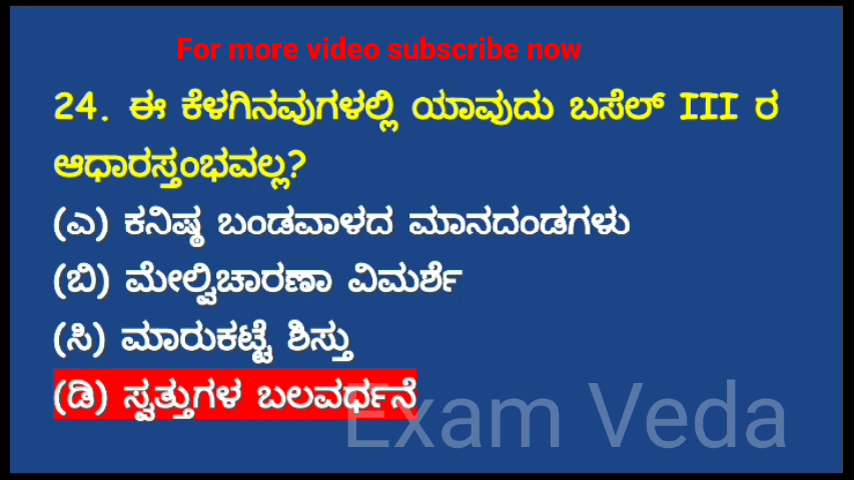 For more video subscribe now
24. ಈ ಕೆಳಗಿನವುಗಳಲ್ಲಿ ಯಾವುದು ಬಸೆಲ್ III ರ
ಆಧಾರಸ್ತಂಭವಲ್ಲ?
(ಎ) ಕನಿಷ್ಠ ಬಂಡವಾಳದ ಮಾನದಂಡಗಳು
(ಬಿ) ಮೇಲ್ವಿಚಾರಣಾ ವಿಮರ್ಶೆ
(ಸಿ) ಮಾರುಕಟ್ಟೆ ಶಿಸ್ತು
(ಡಿ) ಸ್ವತ್ತುಗಳ ಬಲವರ್ಧನೆ
Exam Veda